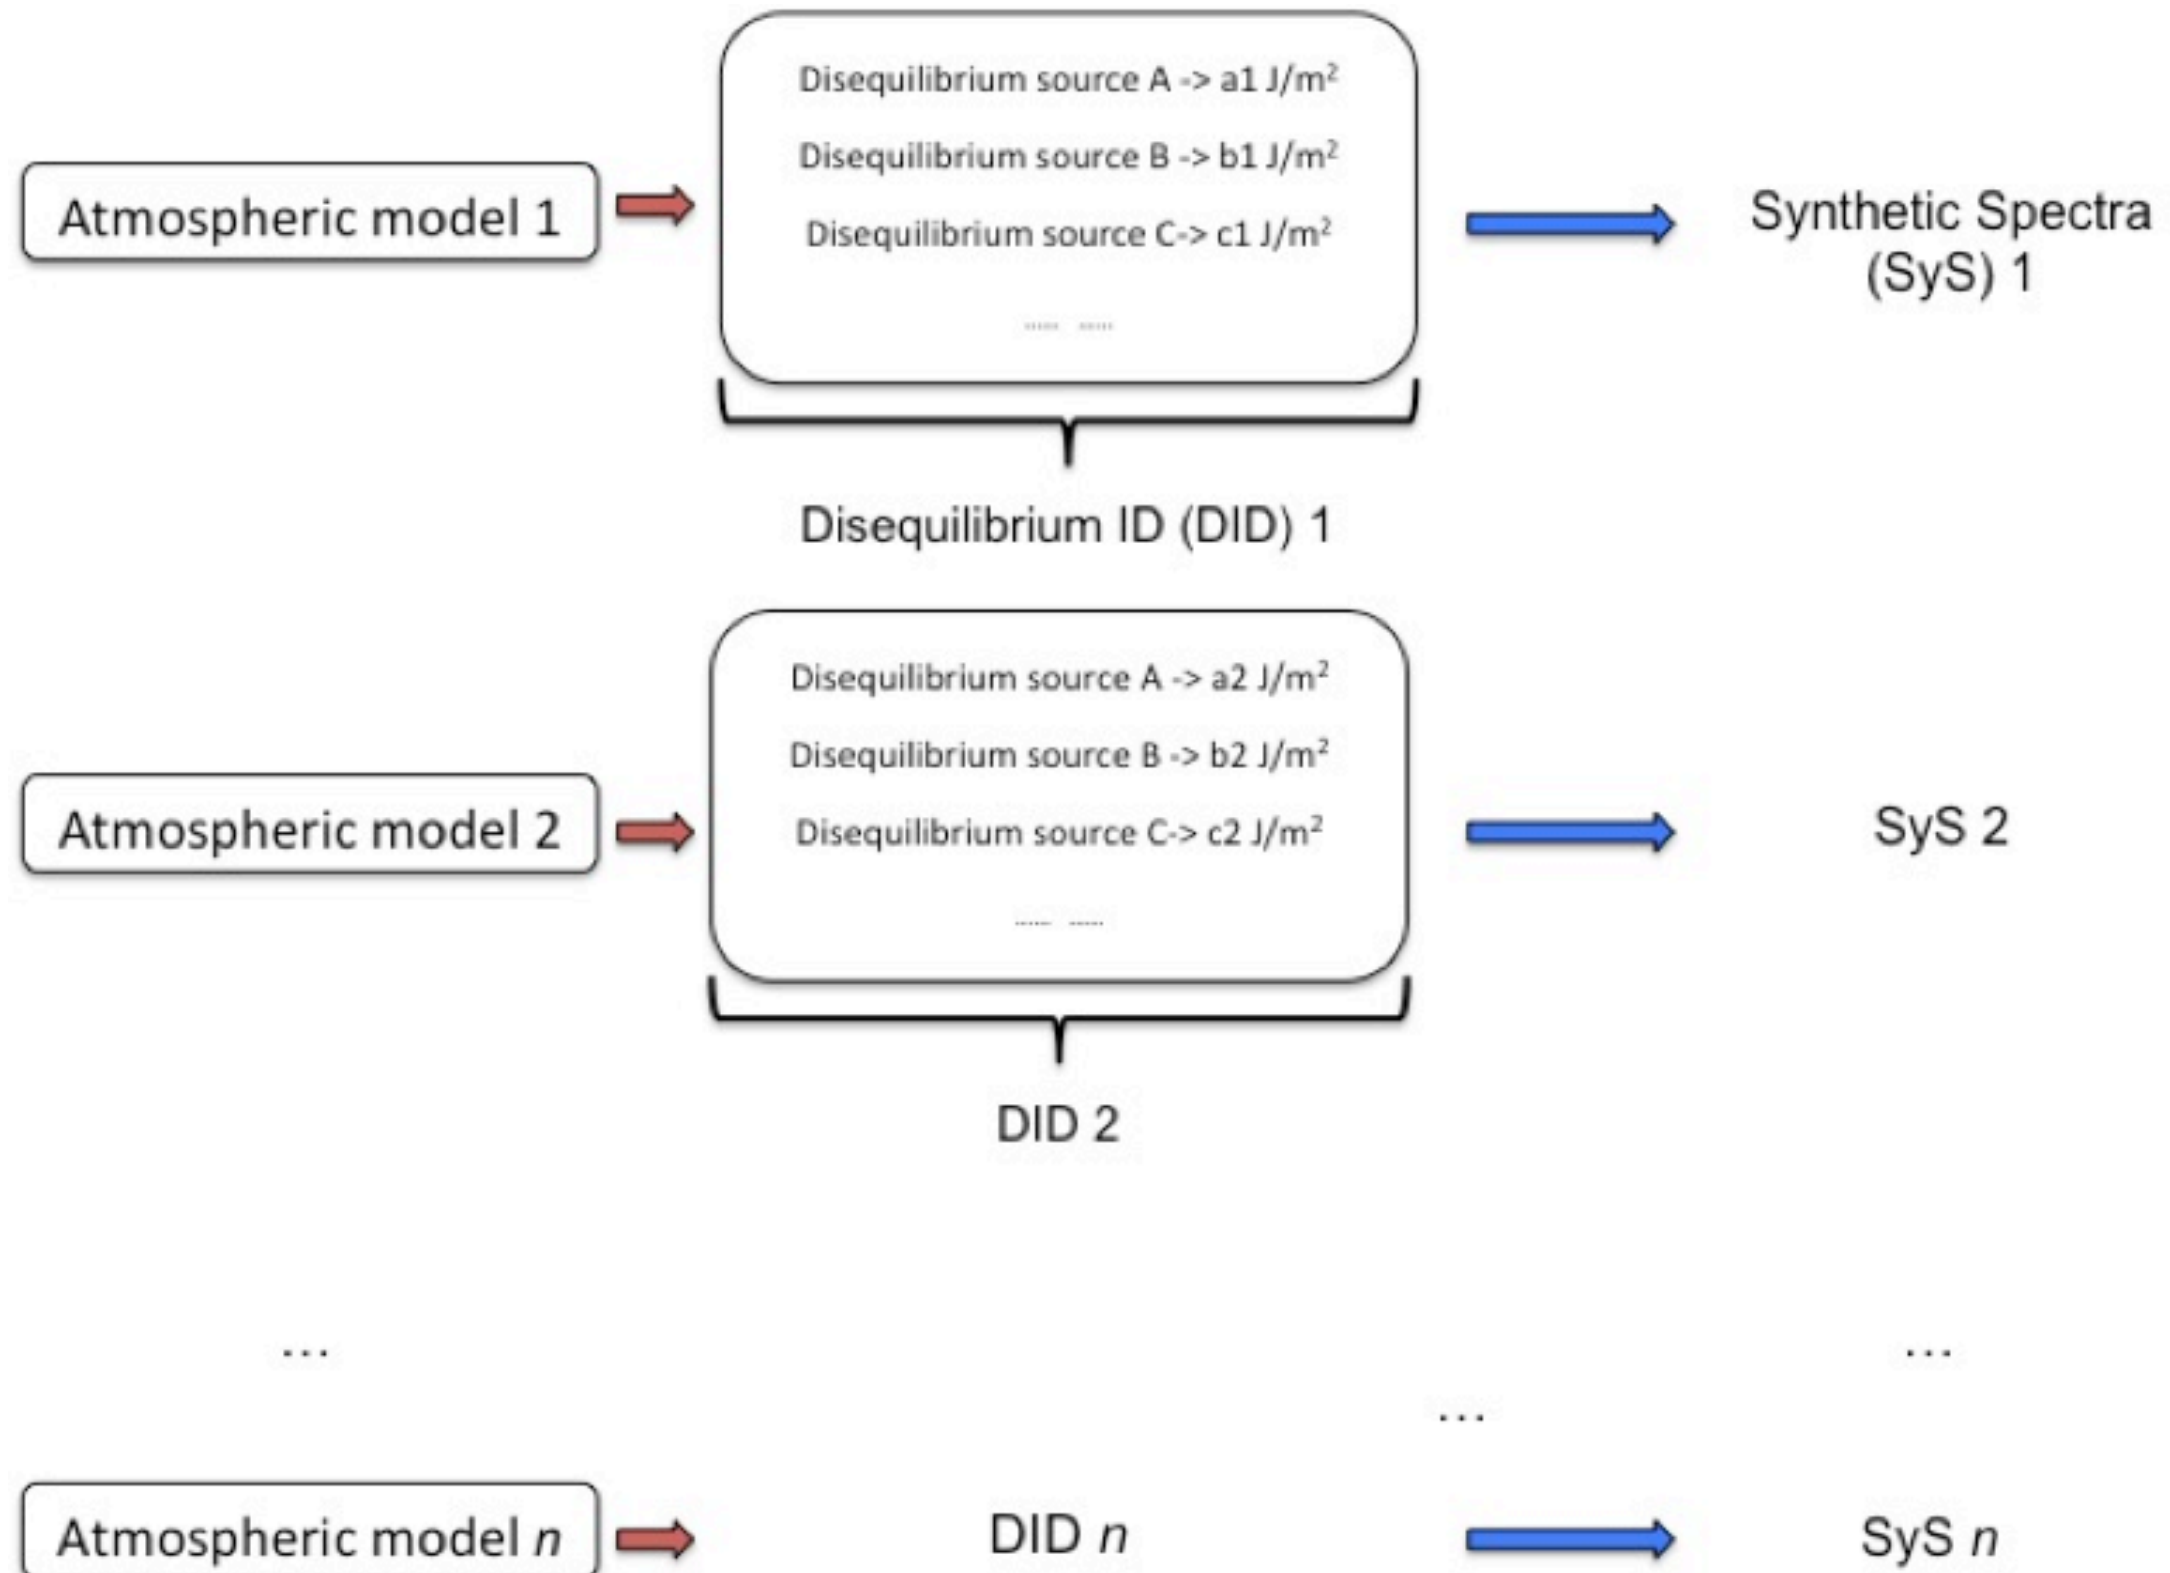 Disequilibrium source A -> a1 J/m²
Disequilibrium source B -> b1 J/m²
Atmospheric model 1
Disequilibrium source C-> c1 J/m²
Synthetic Spectra
(SyS) 1
...... ......
Disequilibrium ID (DID) 1
Disequilibrium source A -> a2 J/m²
Disequilibrium source B -> b2 J/m²
Atmospheric model 2
Disequilibrium source C-> c2 J/m²
SyS 2
...... ......
DID 2
...
...
...
Atmospheric model n
DID n
SyS n